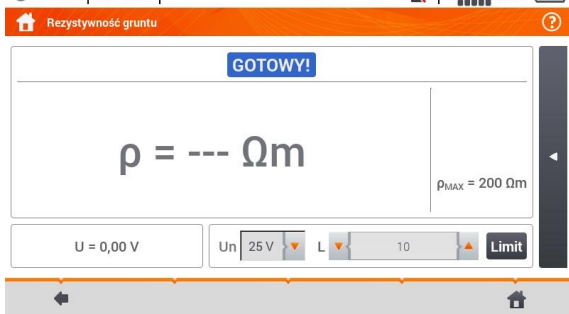 Rezystywność gruntu ?
GOTOWY!
ρ = --- Ωm
ρMAX = 200 Ωm
U = 0,00 V
Un 25 V L 10 Limit